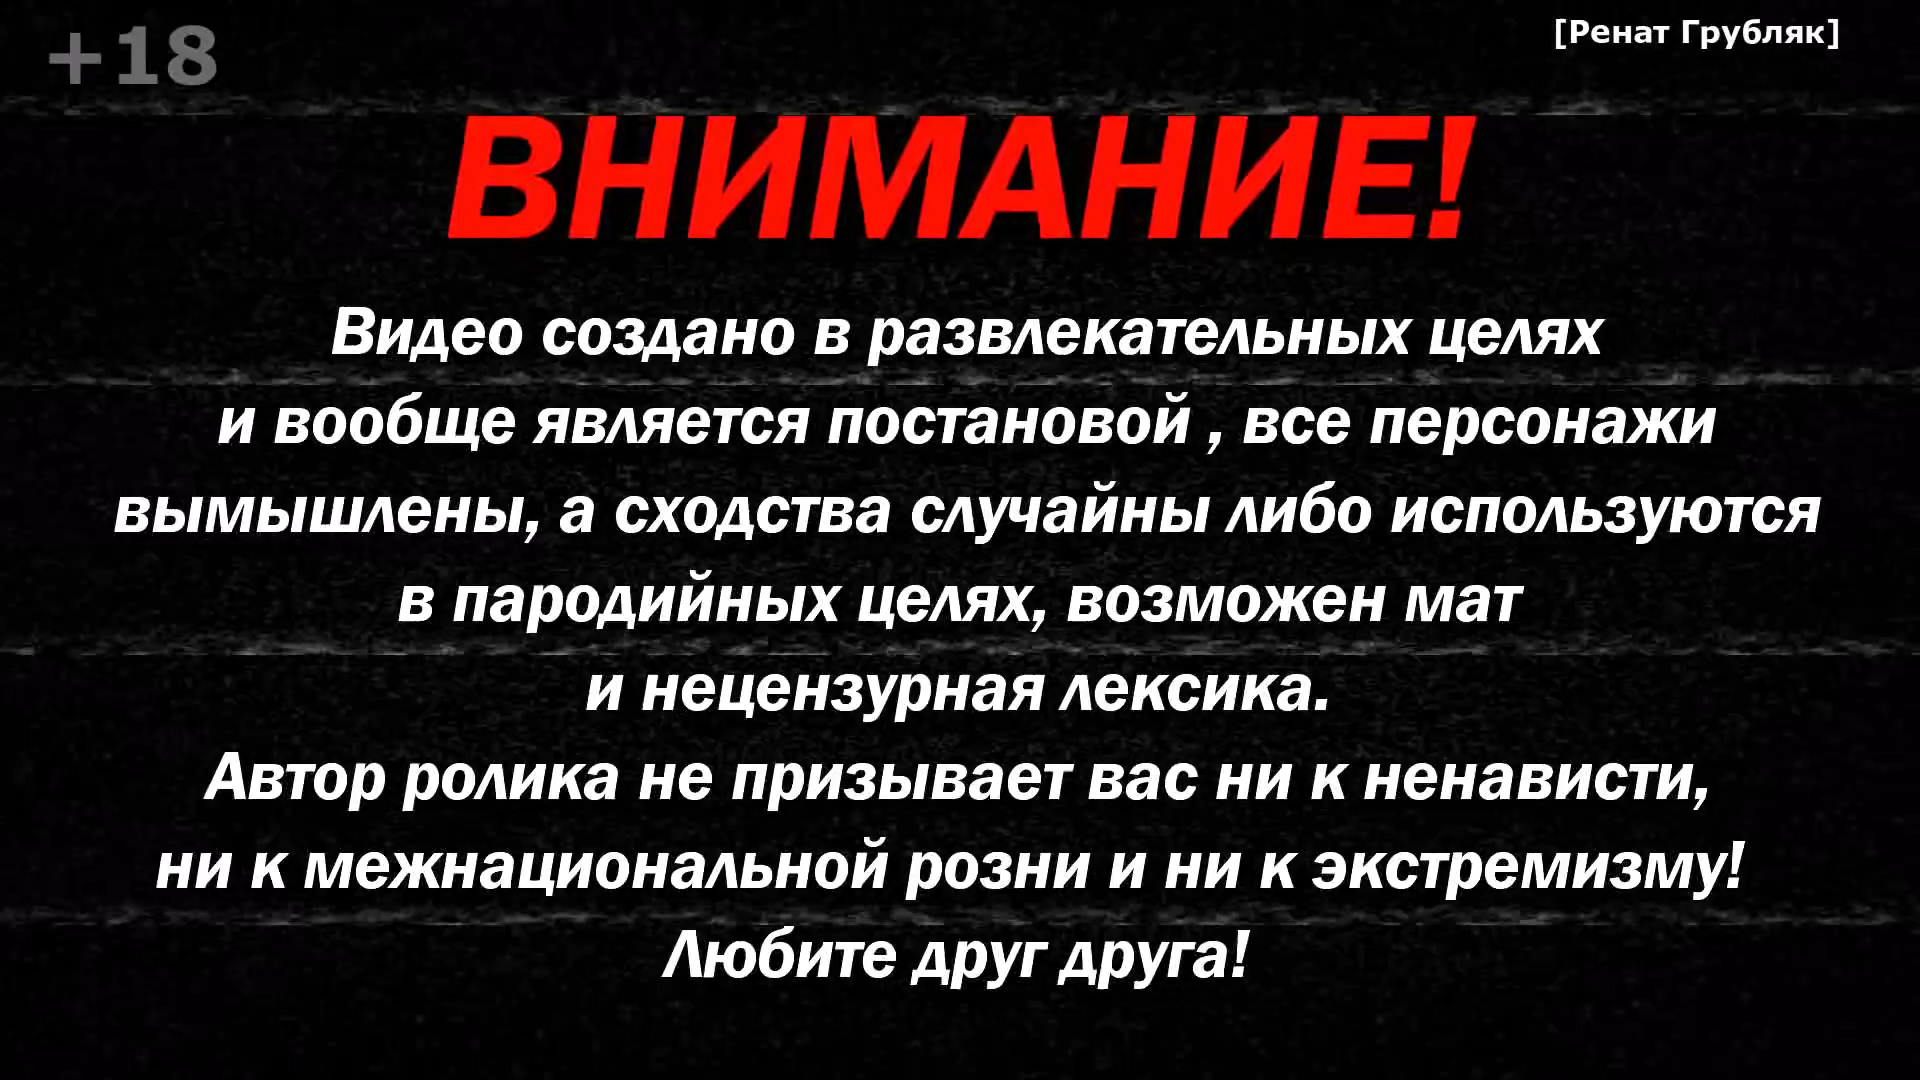 +18
[Ренат Грубляк]
ВНИМАНИЕ!
Видео создано в развлекательных целях
и вообще является постановой , все персонажи
вымышлены, а сходства случайны либо используются
в пародийных целях, возможен мат
и нецензурная лексика.
Автор ролика не призывает вас ни к ненависти,
ни к межнациональной розни и ни к экстремизму!
Любите друг друга!